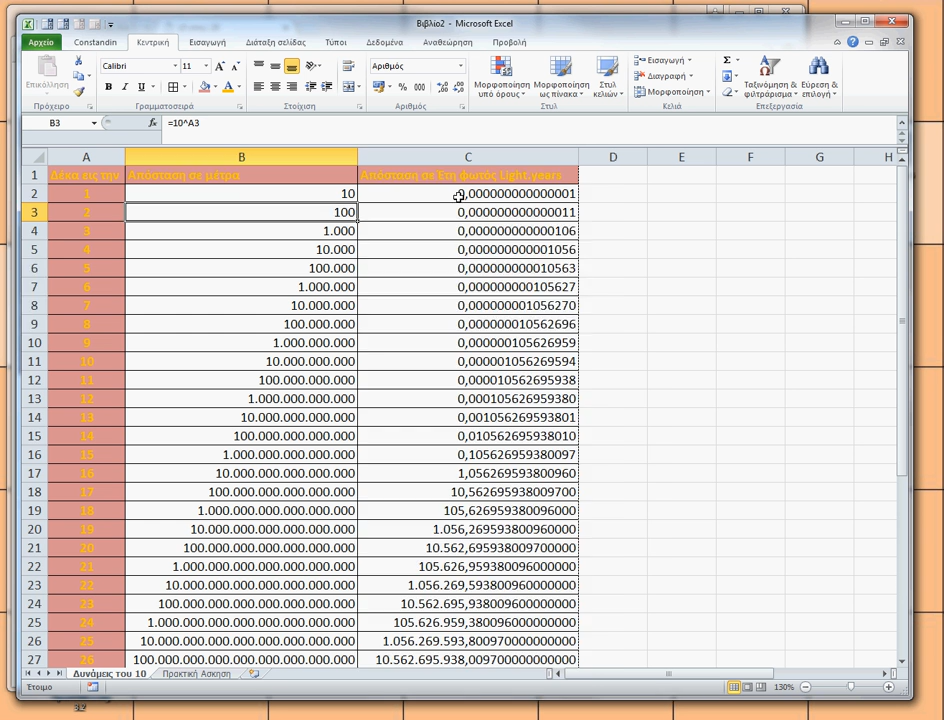 Βιβλίο2 - Microsoft Excel
Αρχείο Constandin Κεντρική Εισαγωγή Διάταξη σελίδας Τύποι Δεδομένα Αναθεώρηση Προβολή
Επικόλληση
Calibri 11
Αριθμός
Μορφοποίηση υπό όρους
Μορφοποίηση ως πίνακα
Στυλ κελιών
Εισαγωγή
Διαγραφή
Μορφοποίηση
Ταξινόμηση & φιλτράρισμα
Εύρεση & επιλογή
Πρόχειρο Γραμματοσειρά Στοίχιση Αριθμός Στυλ Κελιά Επεξεργασία
B3 fx =10^A3
A B C D E F G H
1 Δέκα εις την Απόσταση σε μέτρα Απόσταση σε Έτη φωτός Light.years
2 1 10 0,000000000000001
3 2 100 0,000000000000011
4 3 1.000 0,000000000000106
5 4 10.000 0,000000000001056
6 5 100.000 0,000000000010563
7 6 1.000.000 0,000000000105627
8 7 10.000.000 0,000000001056270
9 8 100.000.000 0,000000010562696
10 9 1.000.000.000 0,000000105626959
11 10 10.000.000.000 0,000001056269594
12 11 100.000.000.000 0,000010562695938
13 12 1.000.000.000.000 0,000105626959380
14 13 10.000.000.000.000 0,001056269593801
15 14 100.000.000.000.000 0,010562695938010
16 15 1.000.000.000.000.000 0,105626959380097
17 16 10.000.000.000.000.000 1,056269593800960
18 17 100.000.000.000.000.000 10,562695938009700
19 18 1.000.000.000.000.000.000 105,626959380096000
20 19 10.000.000.000.000.000.000 1.056,269593800960000
21 20 100.000.000.000.000.000.000 10.562,695938009700000
22 21 1.000.000.000.000.000.000.000 105.626,959380096000000
23 22 10.000.000.000.000.000.000.000 1.056.269,593800960000000
24 23 100.000.000.000.000.000.000.000 10.562.695,938009600000000
25 24 1.000.000.000.000.000.000.000.000 105.626.959,380096000000000
26 25 10.000.000.000.000.000.000.000.000 1.056.269.593,800970000000000
27 26 100.000.000.000.000.000.000.000.000 10.562.695.938,009700000000000
Δυνάμεις του 10 Πρακτική Ασκηση
Έτοιμο 130%